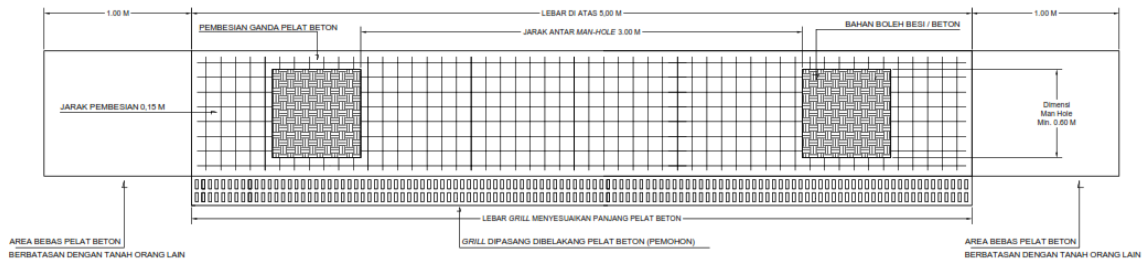 1.00 M
LEBAR DI ATAS 5,00 M
1.00 M
PEMBESIAN GANDA PELAT BETON
JARAK ANTAR MAN-HOLE 3.00 M
BAHAN BOLEH BESI / BETON
JARAK PEMBESIAN 0,15 M
Dimensi
Man Hole
Min. 0.60 M
LEBAR GRILL MENYESUAIKAN PANJANG PELAT BETON
AREA BEBAS PELAT BETON
BERBATASAN DENGAN TANAH ORANG LAIN
GRILL DIPASANG DIBELAKANG PELAT BETON (PEMOHON)
AREA BEBAS PELAT BETON
BERBATASAN DENGAN TANAH ORANG LAIN